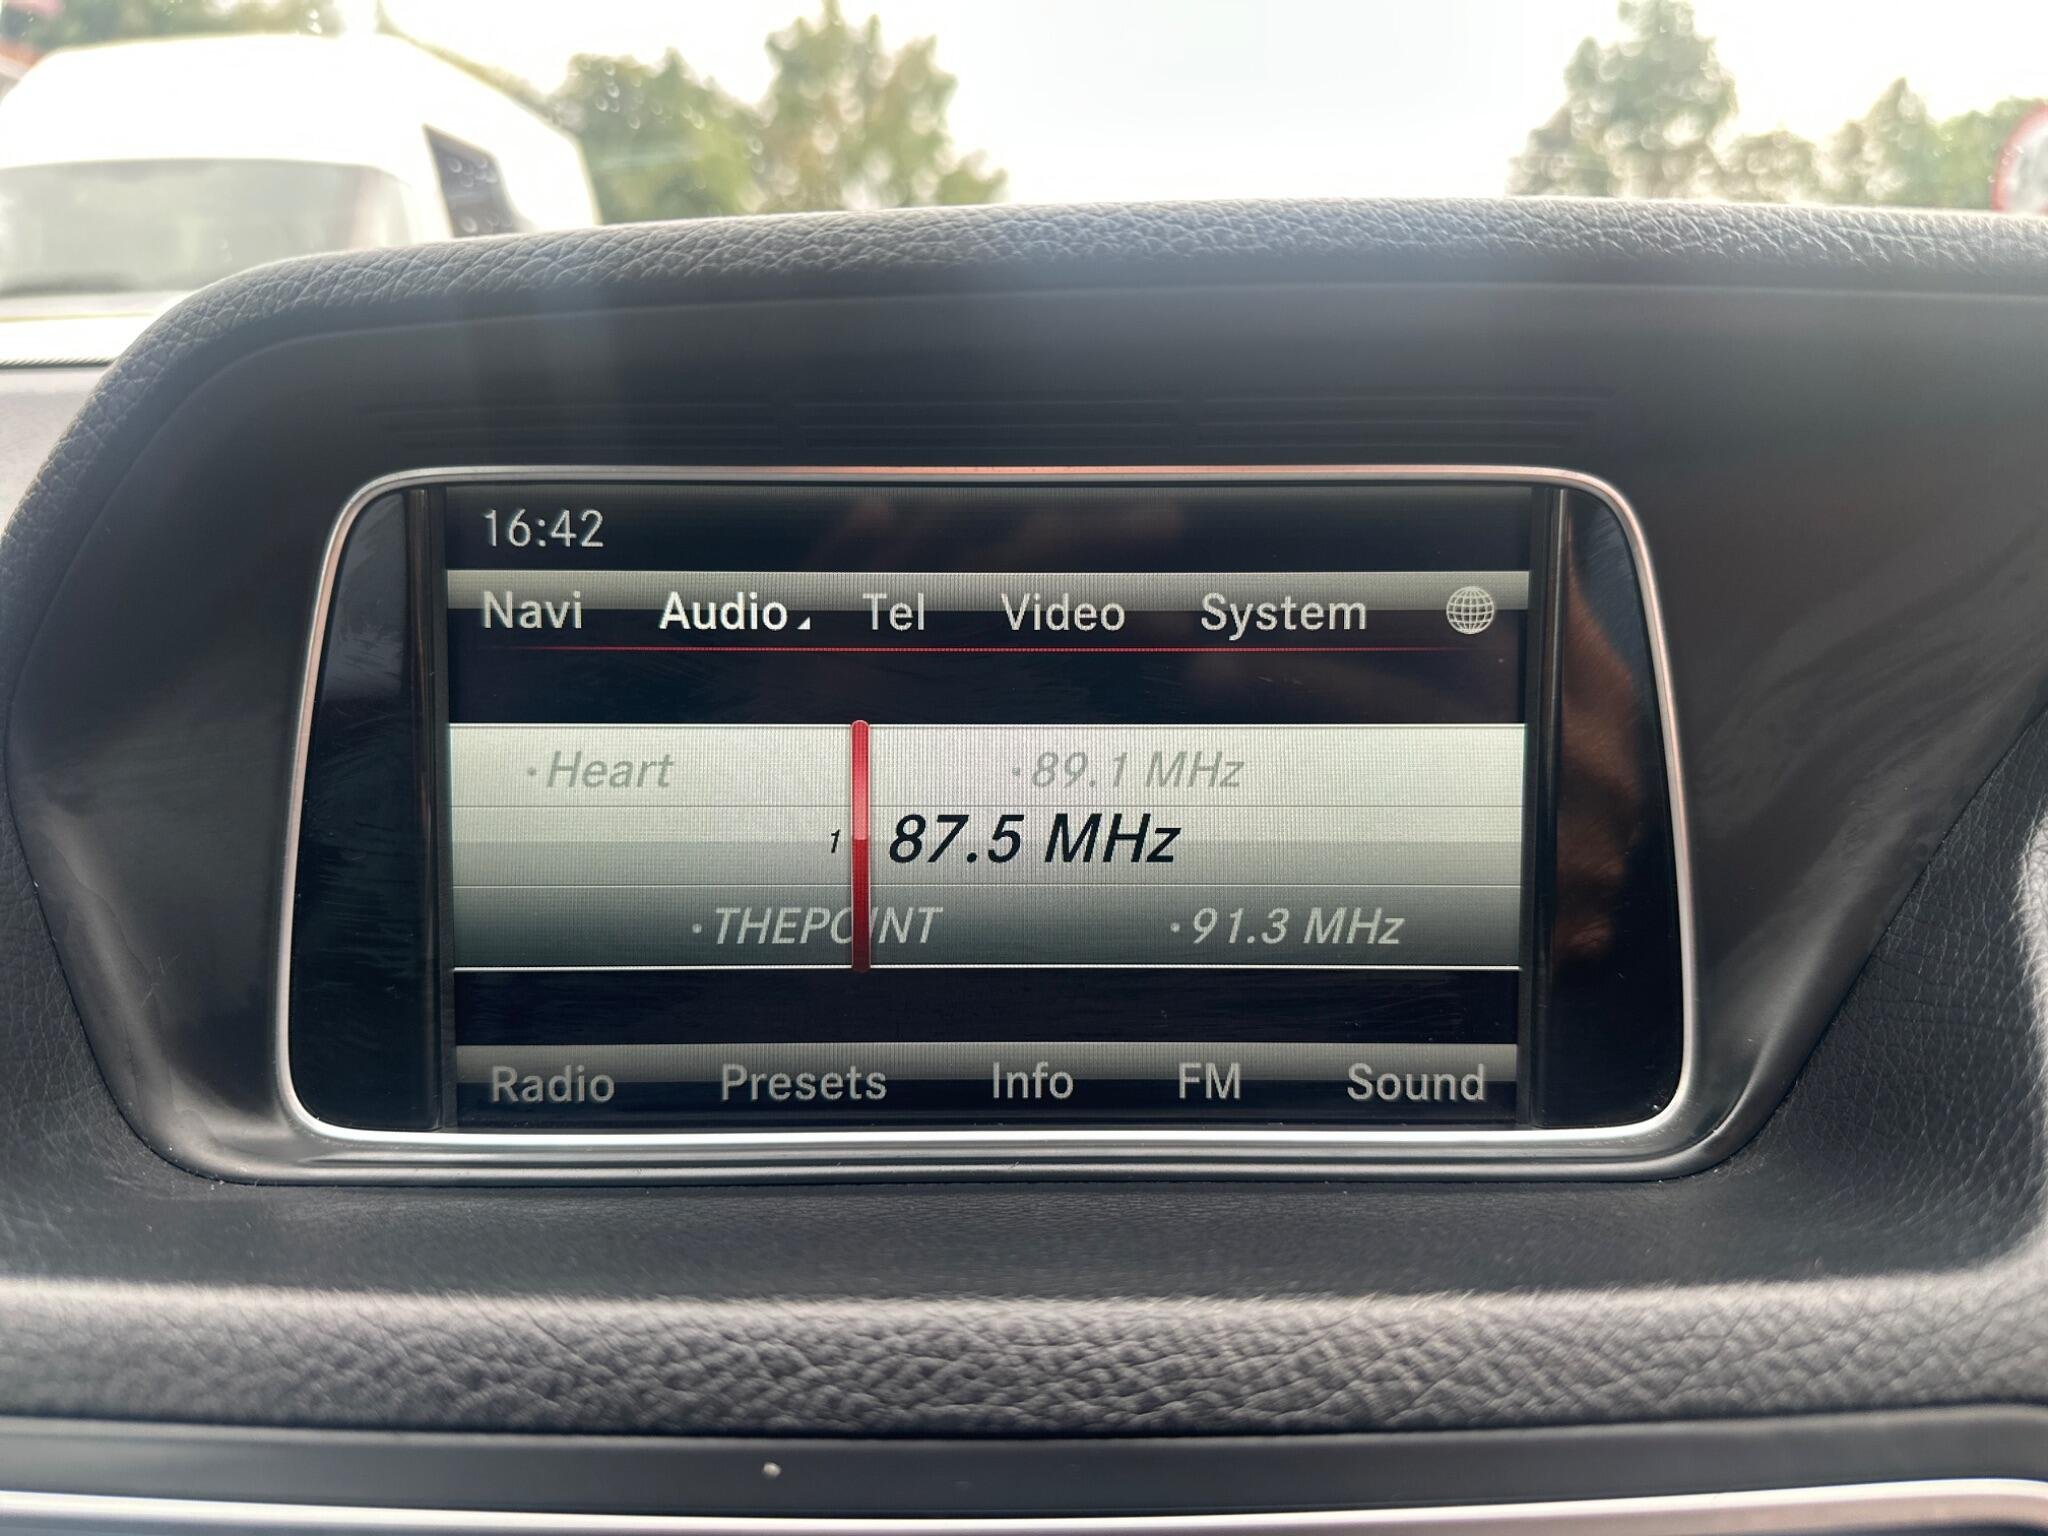 16:42
Navi Audio Tel Video System
·Heart ·89.1 MHz
1 87.5 MHz
·THEPOINT ·91.3 MHz
Radio Presets Info FM Sound